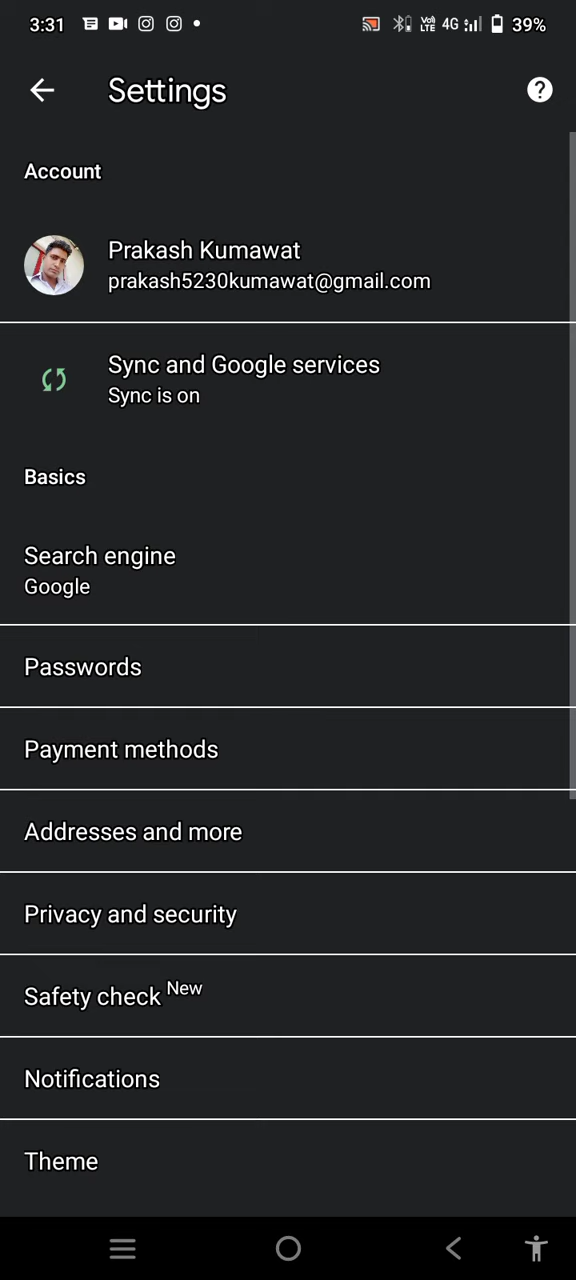 3:31
4G 39%
Settings
Account
Prakash Kumawat
prakash5230kumawat@gmail.com
Sync and Google services
Sync is on
Basics
Search engine
Google
Passwords
Payment methods
Addresses and more
Privacy and security
Safety check New
Notifications
Theme